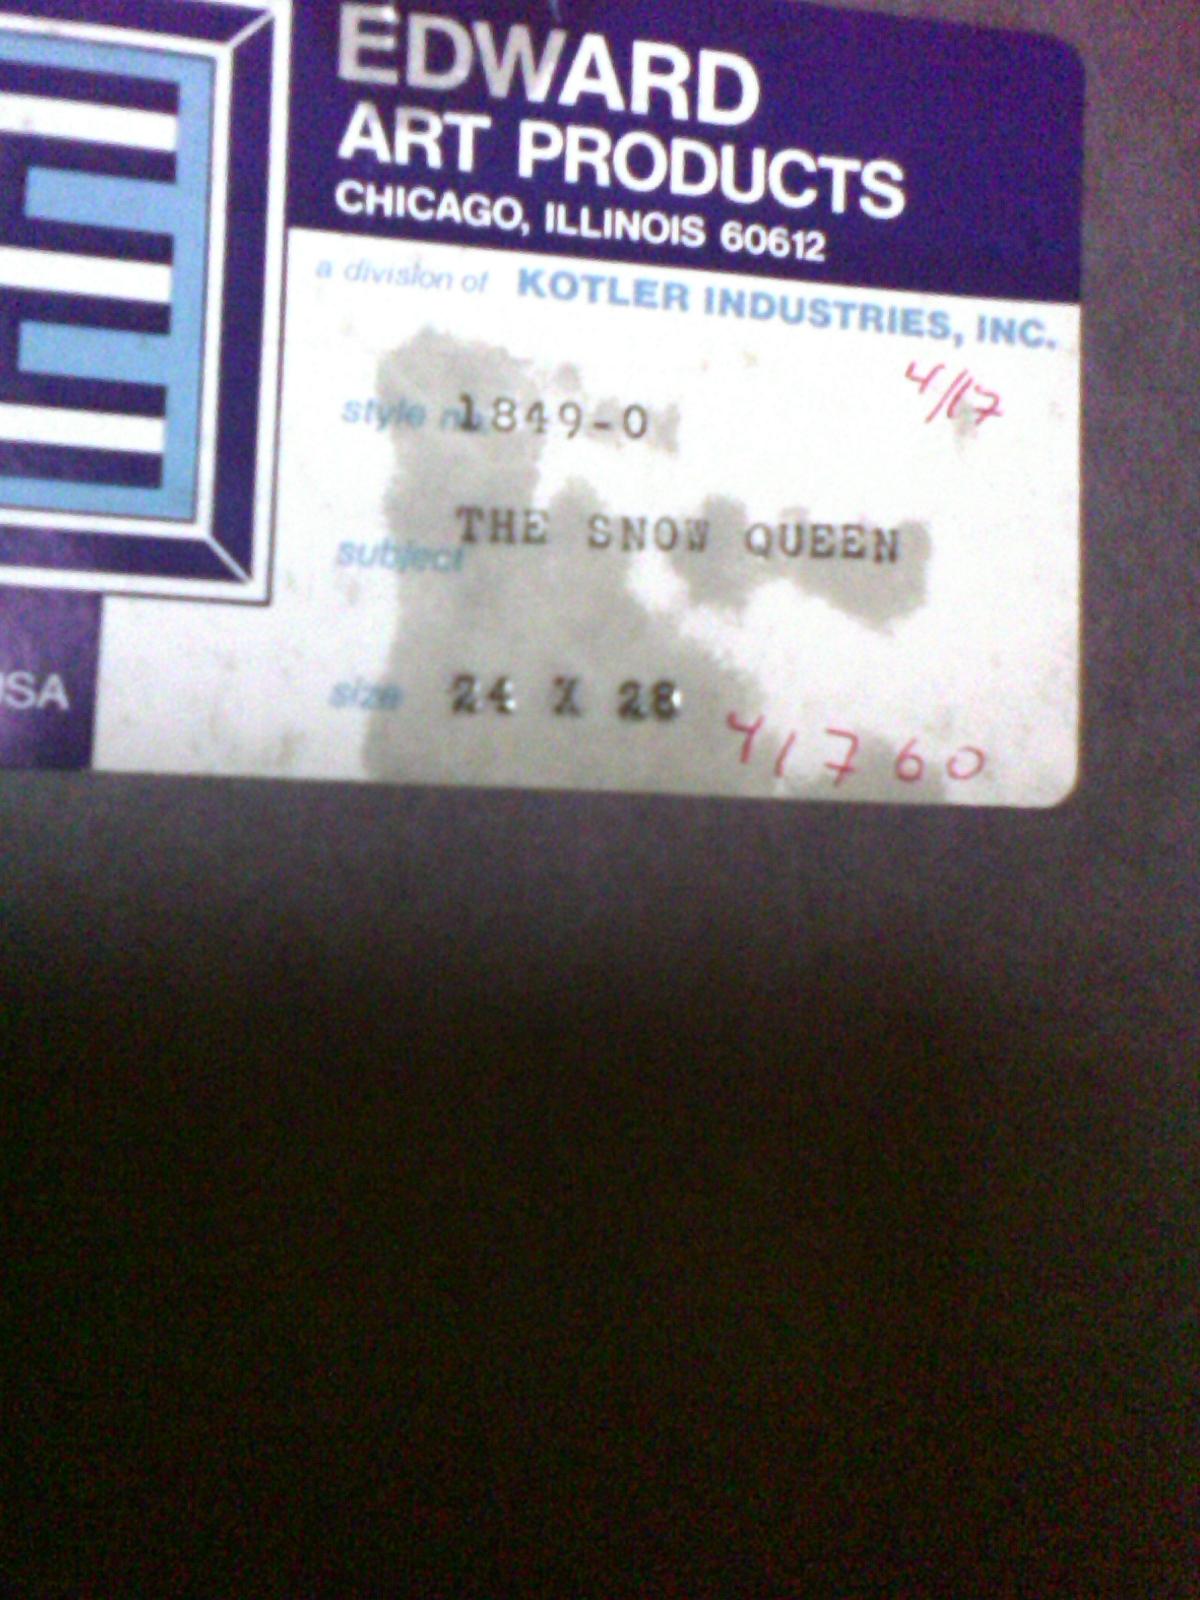 EDWARD
ART PRODUCTS
CHICAGO, ILLINOIS 60612
a division of KOTLER INDUSTRIES, INC.
4/17
style no. 1849-0
subject THE SNOW QUEEN
size 24 X 28
41760
USA